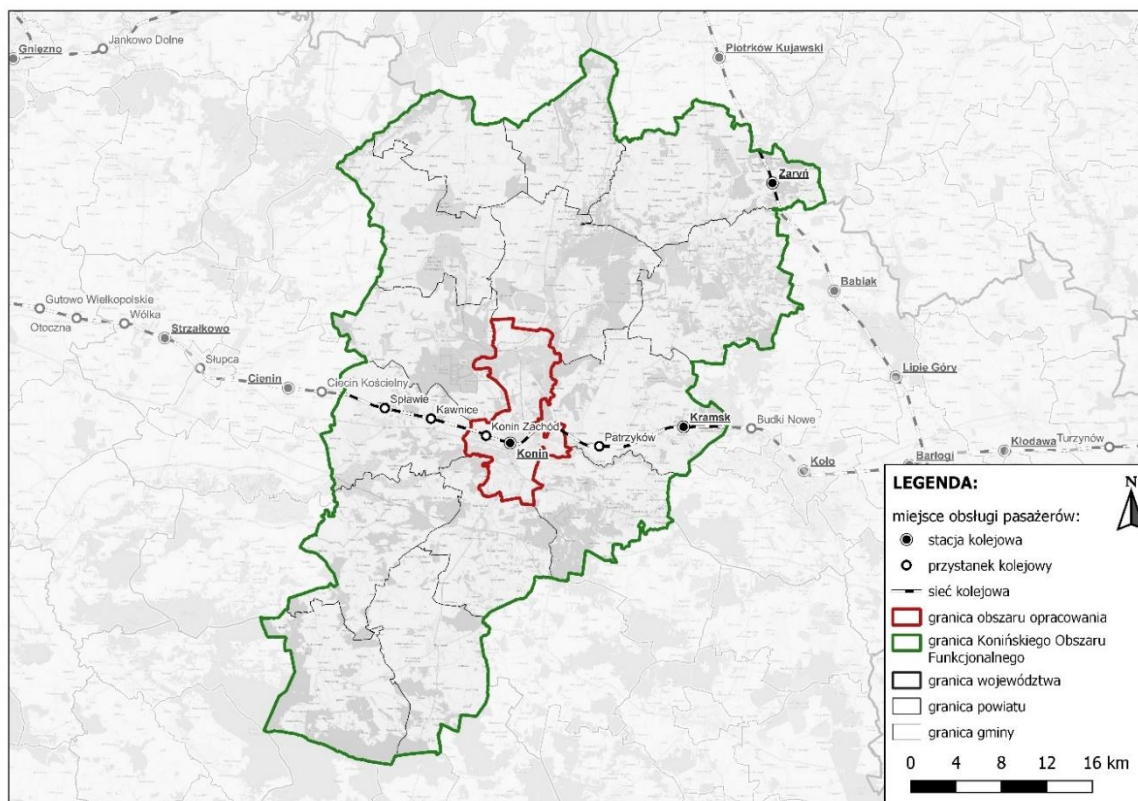 Gniezno
Jankowo Dolne
Piotrków Kujawski
Zaryń
Babiak
Gutowo Wielkopolskie
Otoczna
Wólka
Strzałkowo
Słupca
Cienin
Ciecin Kościelny
Spławie
Kawnice
Konin Zachód
Konin
Patrzyków
Kramsk
Budki Nowe
Lipie Góry
Koło
Barłogi
Kłodawa
Turzynów
LEGENDA:
N
miejsce obsługi pasażerów:
stacja kolejowa
przystanek kolejowy
sieć kolejowa
granica obszaru opracowania
granica Konińskiego Obszaru
Funkcjonalnego
granica województwa
granica powiatu
granica gminy
0 4 8 12 16 km